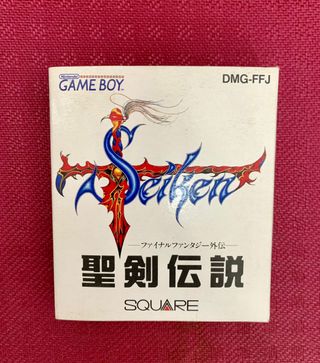 Nintendo
GAME BOY
DMG-FFJ
Seiken
ファイナルファンタジー外伝
聖剣伝説
SQUARE